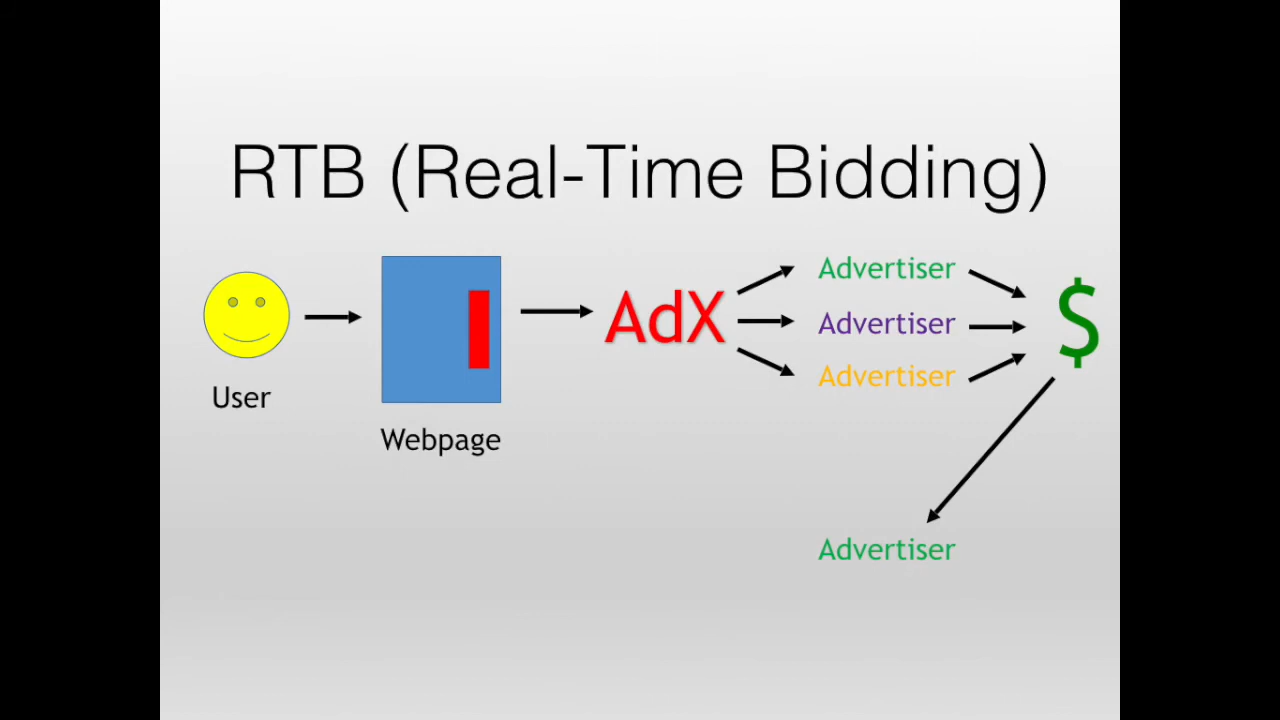 RTB (Real-Time Bidding)
User
Webpage
AdX
Advertiser
Advertiser
Advertiser
$
Advertiser